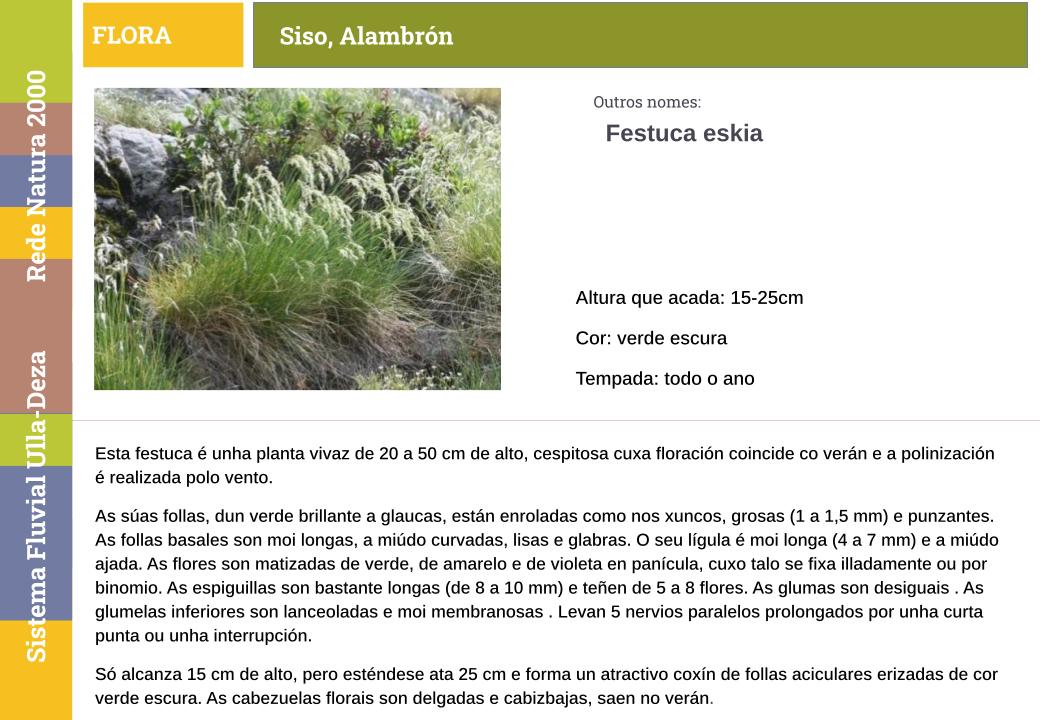 FLORA
Siso, Alambrón
Rede Natura 2000
Sistema Fluvial Ulla-Deza
Outros nomes:
Festuca eskia
Altura que acada: 15-25cm
Cor: verde escura
Tempada: todo o ano
Esta festuca é unha planta vivaz de 20 a 50 cm de alto, cespitosa cuxa floración coincide co verán e a polinización
é realizada polo vento.
As súas follas, dun verde brillante a glaucas, están enroladas como nos xuncos, grosas (1 a 1,5 mm) e punzantes.
As follas basales son moi longas, a miúdo curvadas, lisas e glabras. O seu lígula é moi longa (4 a 7 mm) e a miúdo
ajada. As flores son matizadas de verde, de amarelo e de violeta en panícula, cuxo talo se fixa illadamente ou por
binomio. As espiguillas son bastante longas (de 8 a 10 mm) e teñen de 5 a 8 flores. As glumas son desiguais . As
glumelas inferiores son lanceoladas e moi membranosas . Levan 5 nervios paralelos prolongados por unha curta
punta ou unha interrupción.
Só alcanza 15 cm de alto, pero esténdese ata 25 cm e forma un atractivo coxín de follas aciculares erizadas de cor
verde escura. As cabezuelas florais son delgadas e cabizbajas, saen no verán.